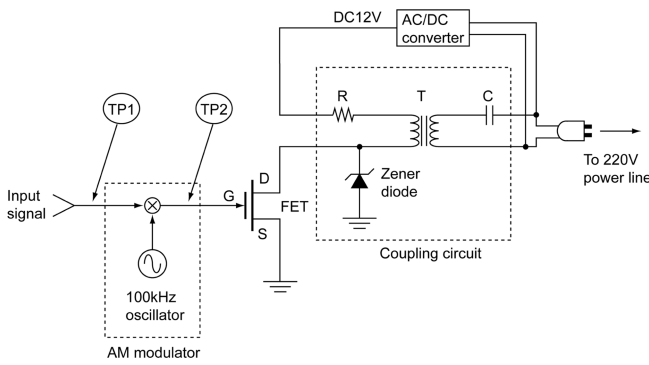 DC12V
AC/DC
converter
R
T
C
TP1
TP2
Zener
diode
To 220V
power line
Input
signal
G
D
FET
S
Coupling circuit
100kHz
oscillator
AM modulator